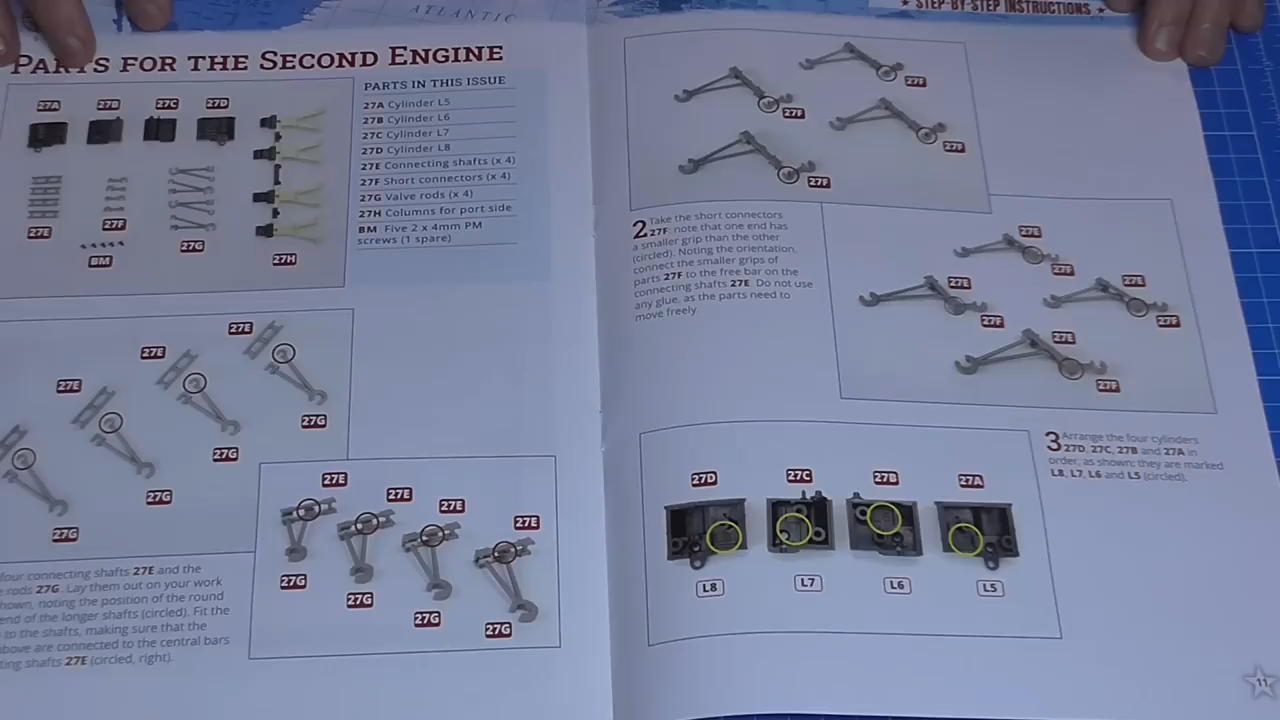 ATLANTIC
★ STEP-BY-STEP INSTRUCTIONS ★
PARTS FOR THE SECOND ENGINE
27A 27B 27C 27D
27E 27F 27G 27H
BM
PARTS IN THIS ISSUE
27A Cylinder L5
27B Cylinder L6
27C Cylinder L7
27D Cylinder L8
27E Connecting shafts (x 4)
27F Short connectors (x 4)
27G Valve rods (x 4)
27H Columns for port side
BM Five 2 x 4mm PM
screws (1 spare)
27E 27E 27E
27G 27G 27G 27G
27E 27E 27E 27E
27G 27G 27G 27G
four connecting shafts 27E and the
rods 27G. Lay them out on your work
hown, noting the position of the round
end of the longer shafts (circled). Fit the
to the shafts, making sure that the
bove are connected to the central bars
ting shafts 27E (circled, right).
27F 27F 27F 27F
2 Take the short connectors
27F: note that one end has
a smaller grip than the other
(circled). Noting the orientation,
connect the smaller grips of
parts 27F to the free bar on the
connecting shafts 27E. Do not use
any glue, as the parts need to
move freely.
27E 27F
27E 27F
27E 27F
27E 27F
3 Arrange the four cylinders
27D, 27C, 27B and 27A in
order, as shown: they are marked
L8, L7, L6 and L5 (circled).
27D 27C 27B 27A
L8 L7 L6 L5
11